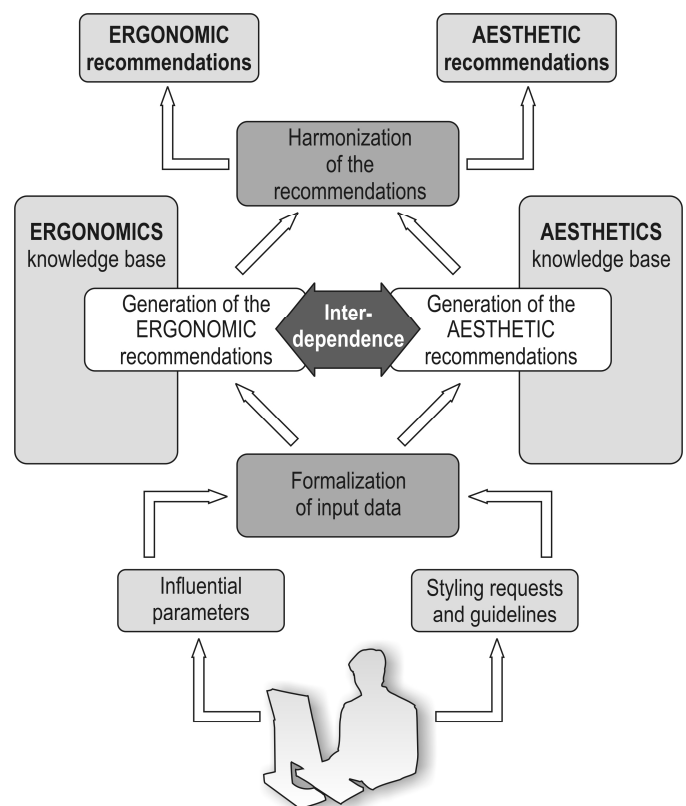 ERGONOMIC
recommendations
AESTHETIC
recommendations
Harmonization
of the
recommendations
ERGONOMICS
knowledge base
AESTHETICS
knowledge base
Generation of the
ERGONOMIC
recommendations
Inter-
dependence
Generation of the
AESTHETIC
recommendations
Formalization
of input data
Influential
parameters
Styling requests
and guidelines